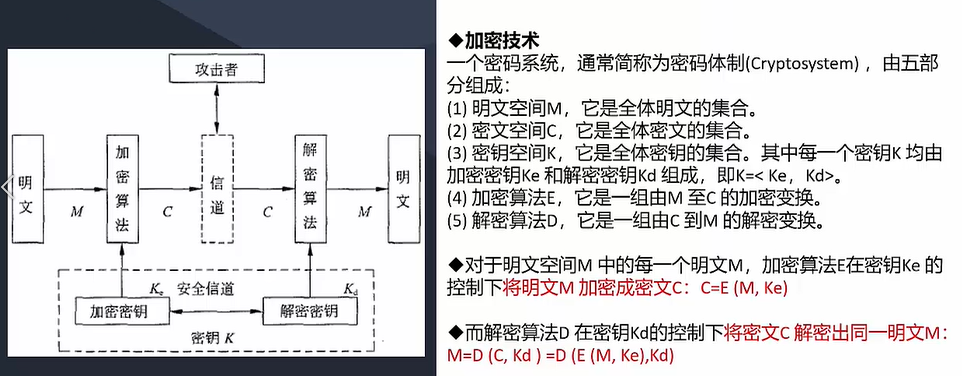 攻击者
明文
加密算法
信道
解密算法
明文
M
C
C
M
Ke
安全信道
Kd
加密密钥
解密密钥
密钥 K
◆加密技术
一个密码系统，通常简称为密码体制(Cryptosystem) ，由五部
分组成：
(1) 明文空间M，它是全体明文的集合。
(2) 密文空间C，它是全体密文的集合。
(3) 密钥空间K，它是全体密钥的集合。其中每一个密钥K 均由
加密密钥Ke 和解密密钥Kd 组成，即K=< Ke，Kd>。
(4) 加密算法E，它是一组由M 至C 的加密变换。
(5) 解密算法D，它是一组由C 到M 的解密变换。
◆对于明文空间M 中的每一个明文M，加密算法E在密钥Ke 的
控制下将明文M 加密成密文C：C=E (M, Ke)
◆而解密算法D 在密钥Kd的控制下将密文C 解密出同一明文M：
M=D (C, Kd ) =D (E (M, Ke),Kd)